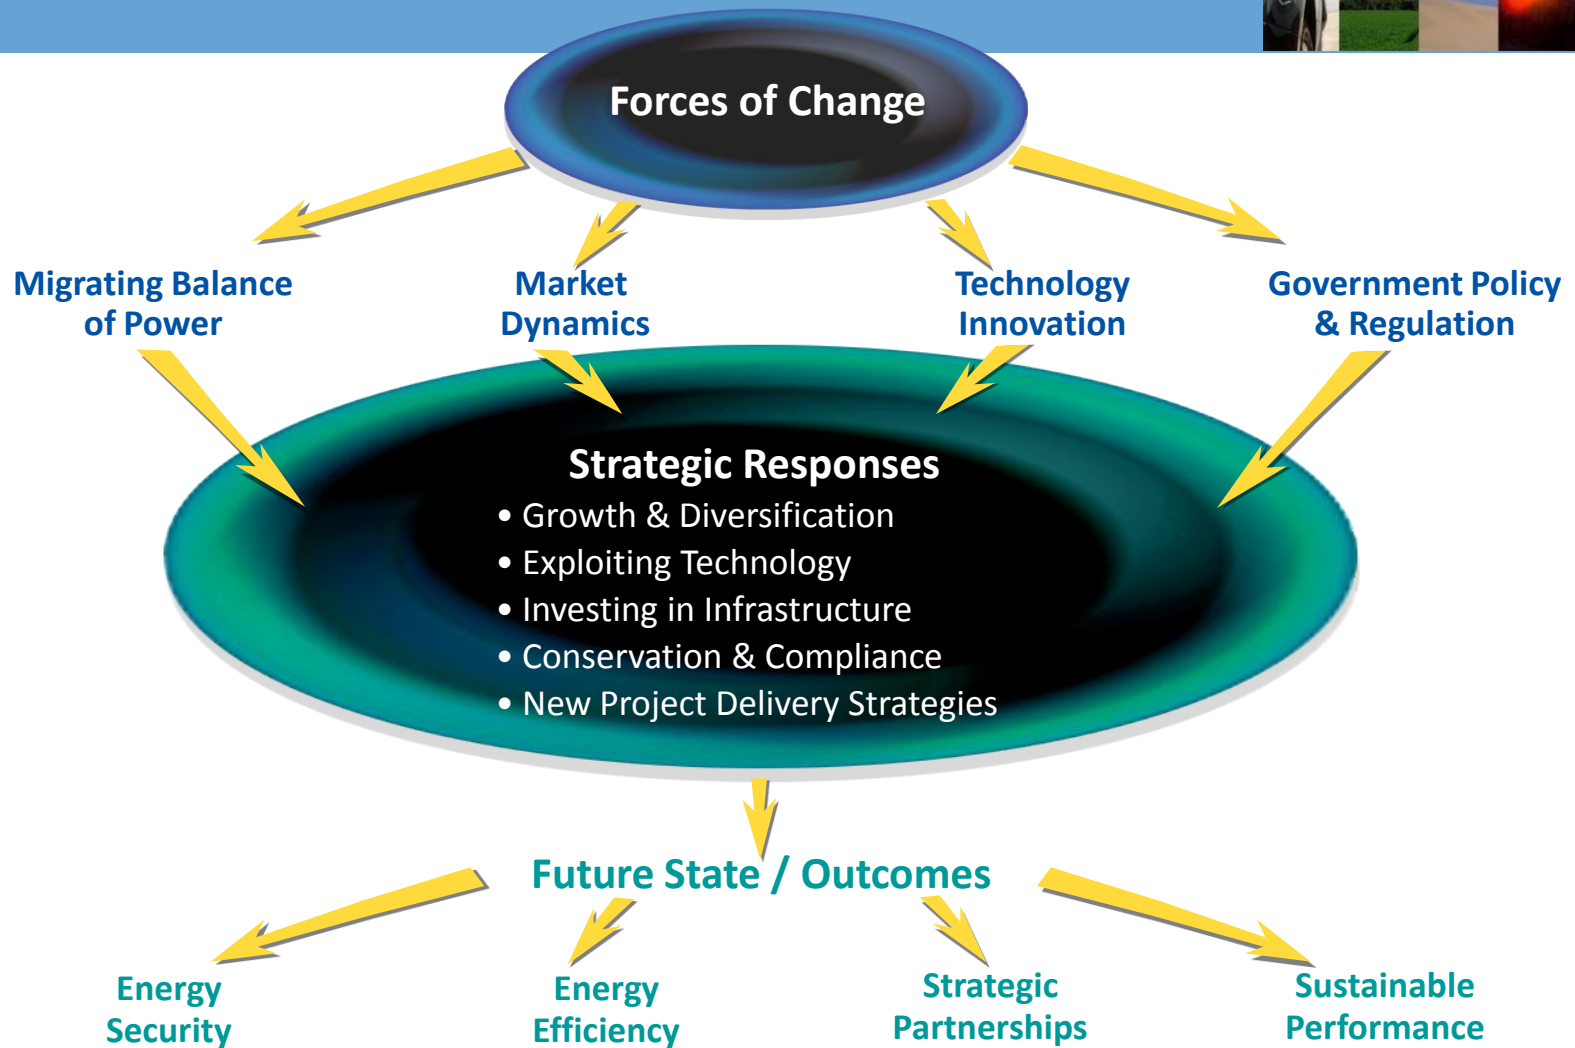 Forces of Change
Migrating Balance
of Power
Market
Dynamics
Technology
Innovation
Government Policy
& Regulation
Strategic Responses
• Growth & Diversification
• Exploiting Technology
• Investing in Infrastructure
• Conservation & Compliance
• New Project Delivery Strategies
Future State / Outcomes
Energy
Security
Energy
Efficiency
Strategic
Partnerships
Sustainable
Performance